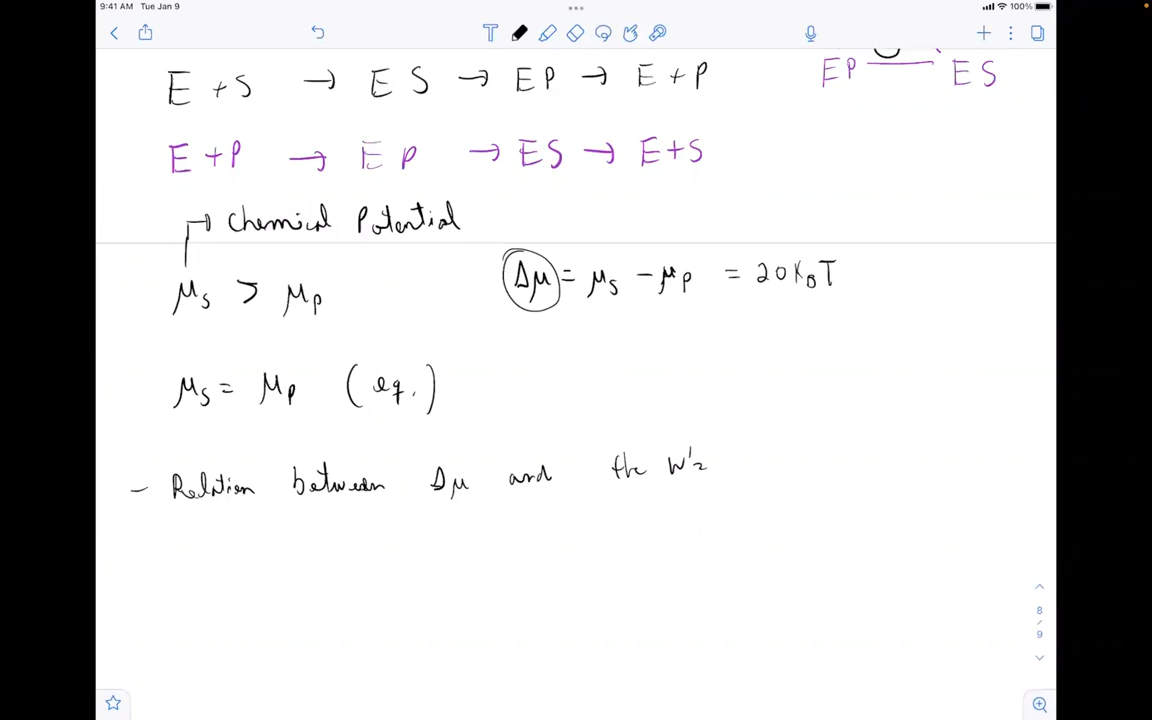 9:41 AM Tue Jan 9
100%
E + S → ES → EP → E + P
EP ES
E + P → EP → ES → E + S
→ Chemical Potential
μS > μP
Δμ = μS - μP = 20 KBT
μS = μP (eq.)
- Relation between Δμ and the W's
8
9